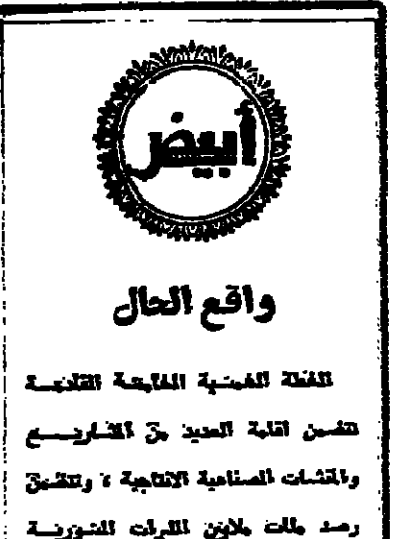 أبيض
واقع الحال
الخطة الخمسية الخامسة القادمة
تتضمن اقامة العديد من المشاريع
والمنشآت الصناعية الانتاجية ، وتتضمن
رصد مئات ملايين الليرات السورية